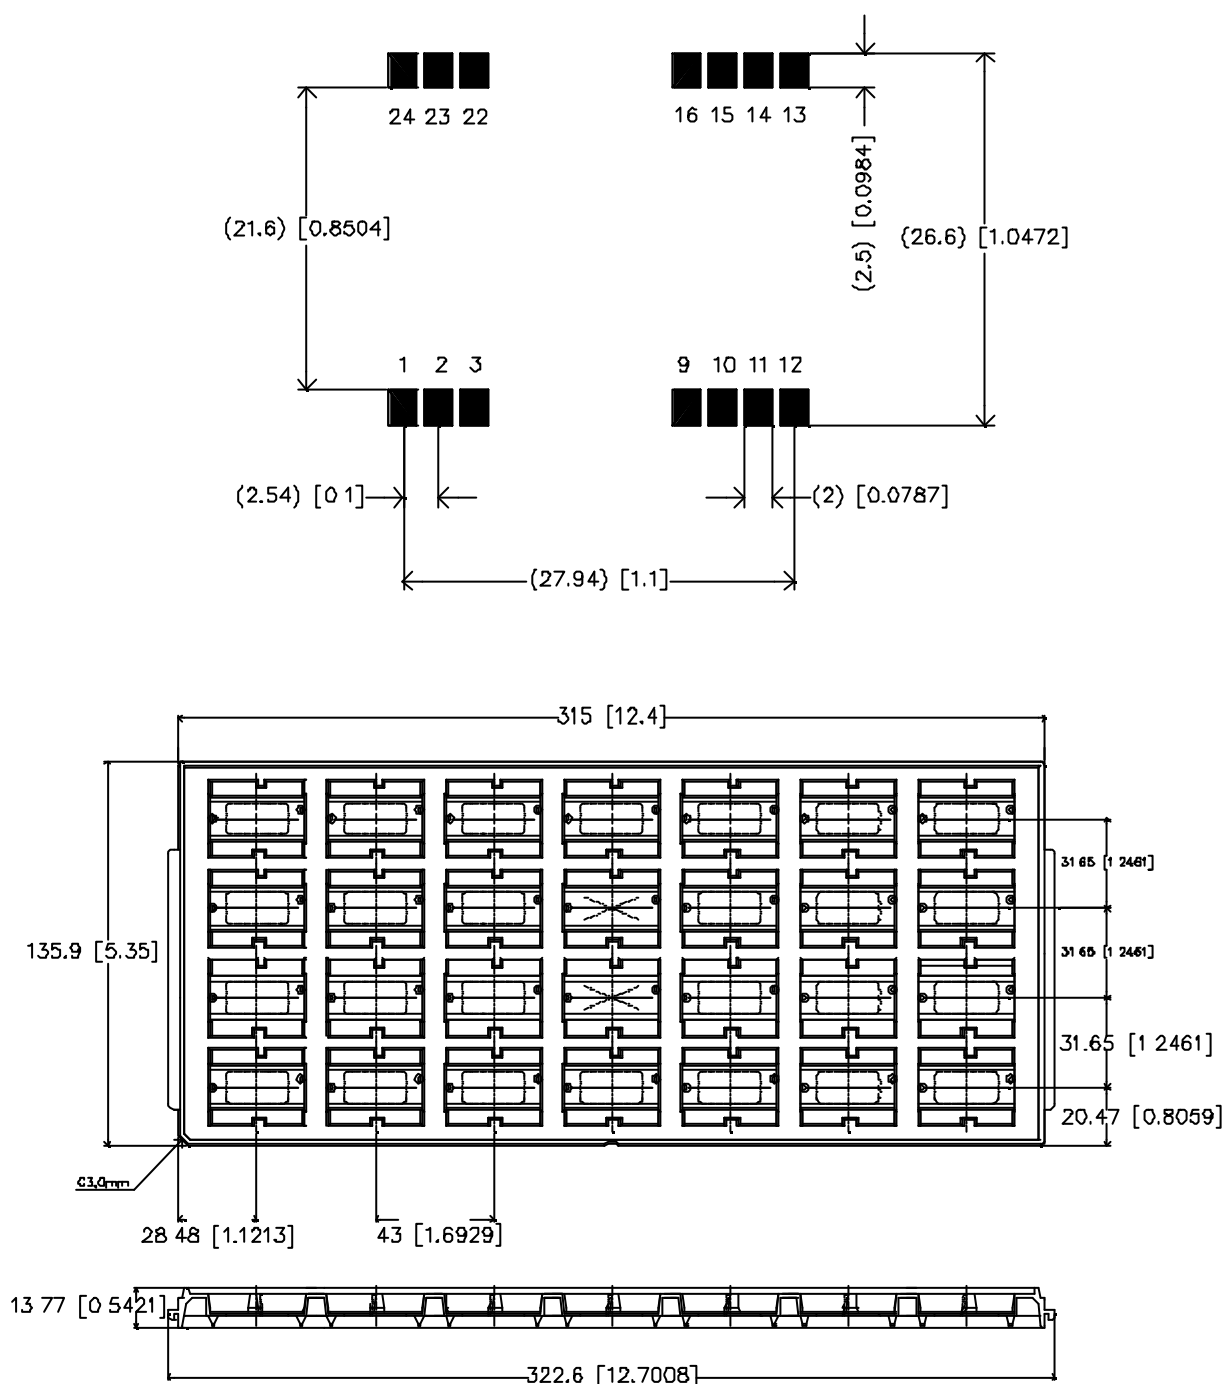 24 23 22
16 15 14 13
(2.5) [0.0984]
(21.6) [0.8504]
(26.6) [1.0472]
1 2 3
9 10 11 12
(2.54) [0 1]
(2) [0.0787]
(27.94) [1.1]
315 [12.4]
31 65 [1 2461]
135.9 [5.35]
31 65 [1 2461]
31.65 [1 2461]
20.47 [0.8059]
C3.0mm
28 48 [1.1213]
43 [1.6929]
13 77 [0 5421]
322.6 [12.7008]